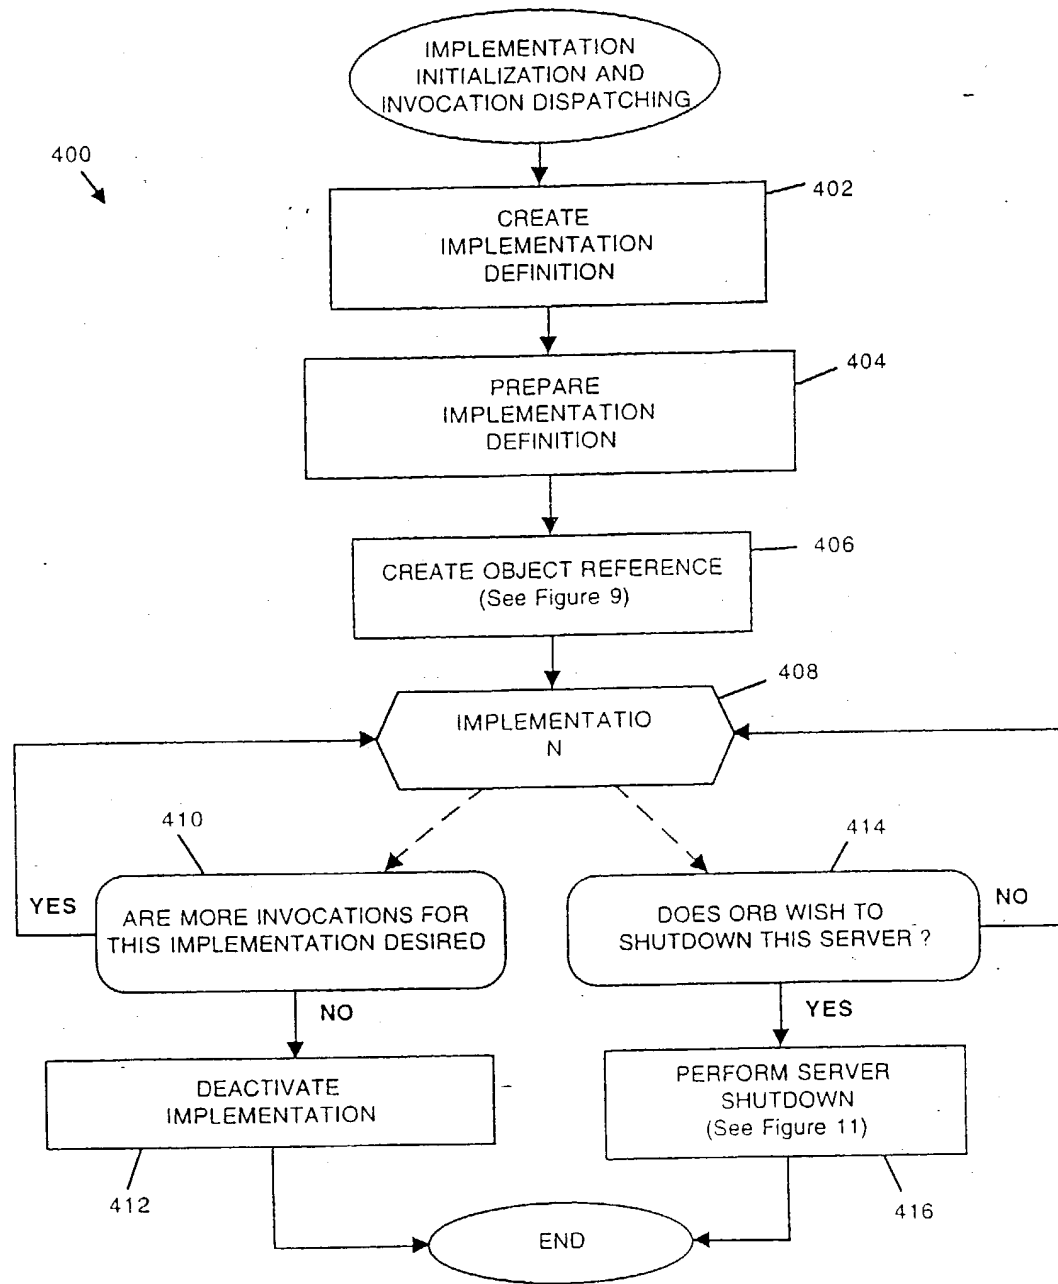 IMPLEMENTATION
INITIALIZATION AND
INVOCATION DISPATCHING
400
402
CREATE
IMPLEMENTATION
DEFINITION
404
PREPARE
IMPLEMENTATION
DEFINITION
406
CREATE OBJECT REFERENCE
(See Figure 9)
408
IMPLEMENTATIO
N
410
414
YES
ARE MORE INVOCATIONS FOR
THIS IMPLEMENTATION DESIRED
DOES ORB WISH TO
SHUTDOWN THIS SERVER ?
NO
NO
YES
DEACTIVATE
IMPLEMENTATION
PERFORM SERVER
SHUTDOWN
(See Figure 11)
412
416
END